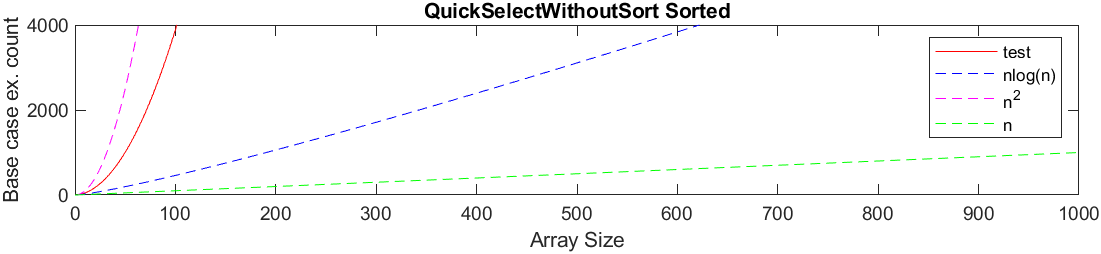 QuickSelectWithoutSort Sorted
Base case ex. count
4000
2000
0
test
nlog(n)
n²
n
0 100 200 300 400 500 600 700 800 900 1000
Array Size